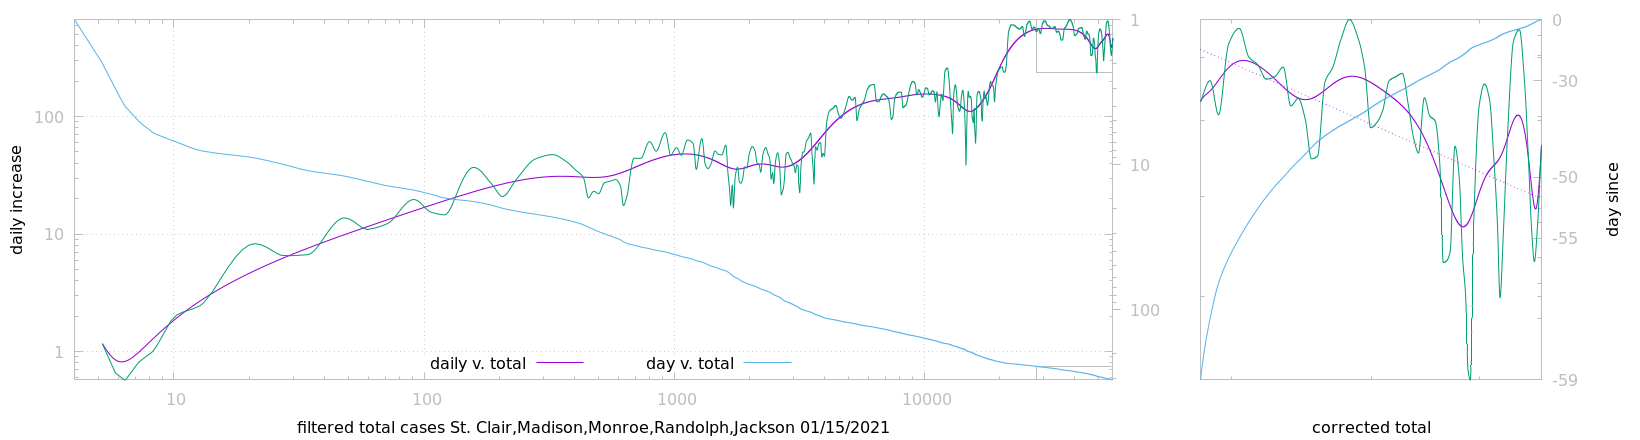 daily increase
100
10
1
10
100
1000
10000
1
10
100
daily v. total
day v. total
filtered total cases St. Clair,Madison,Monroe,Randolph,Jackson 01/15/2021
0
-30
-50
-55
-59
day since
corrected total